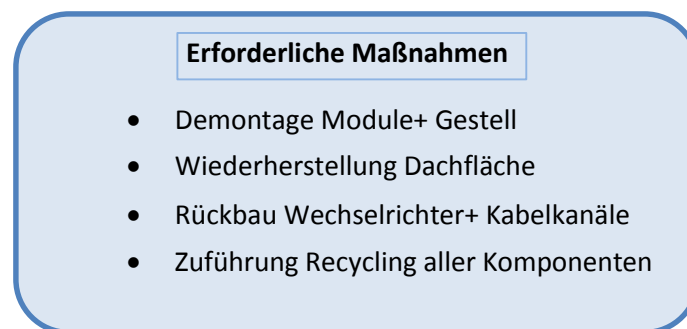 Erforderliche Maßnahmen
• Demontage Module+ Gestell
• Wiederherstellung Dachfläche
• Rückbau Wechselrichter+ Kabelkanäle
• Zuführung Recycling aller Komponenten